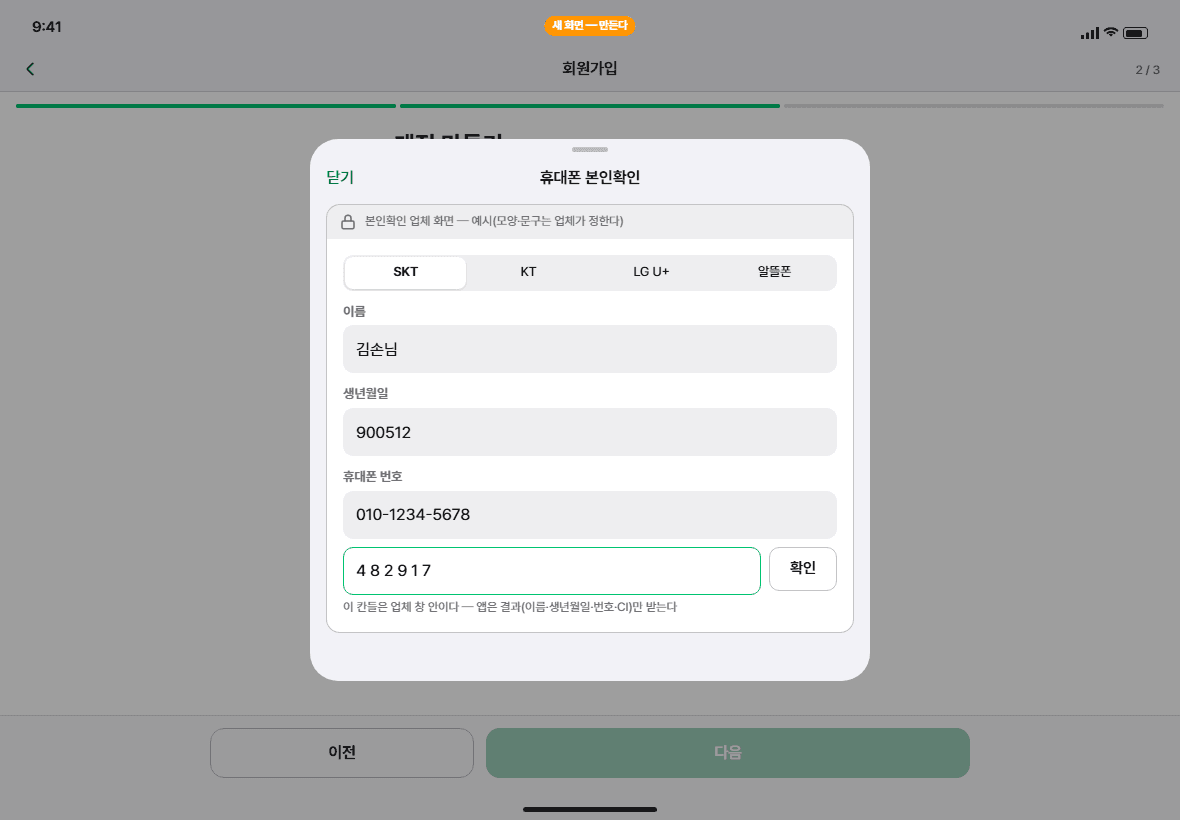 9:41
새 화면 — 만든다
회원가입
2 / 3
닫기
휴대폰 본인확인
본인확인 업체 화면 — 예시(모양·문구는 업체가 정한다)
SKT
KT
LG U+
알뜰폰
이름
김손님
생년월일
900512
휴대폰 번호
010-1234-5678
4 8 2 9 1 7
확인
이 칸들은 업체 창 안이다 — 앱은 결과(이름·생년월일·번호·CI)만 받는다
이전
다음